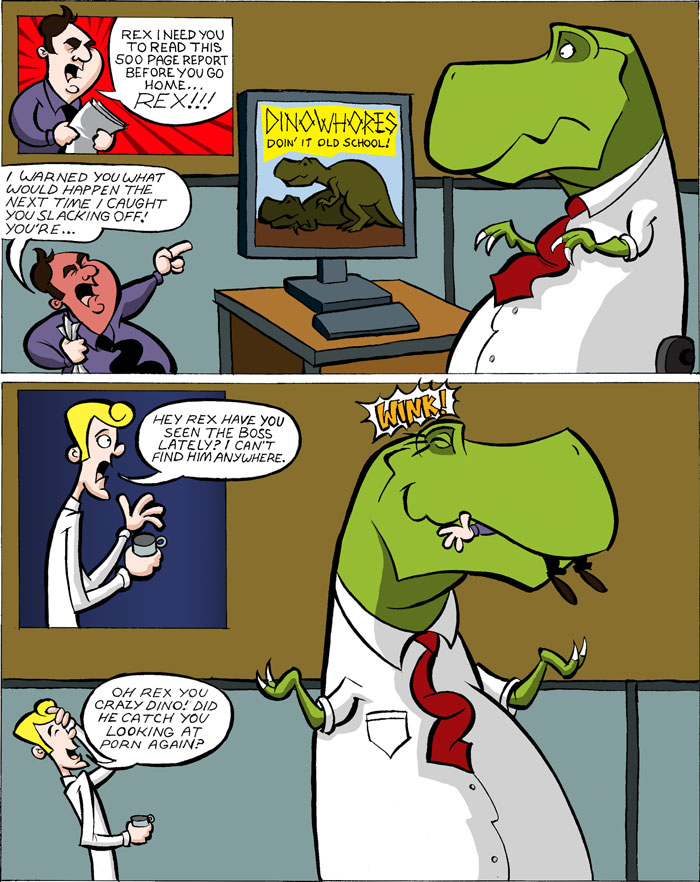 REX I NEED YOU
TO READ THIS
500 PAGE REPORT
BEFORE YOU GO
HOME...
REX!!!
DINOWHORES
DOIN' IT OLD SCHOOL!
I WARNED YOU WHAT
WOULD HAPPEN THE
NEXT TIME I CAUGHT
YOU SLACKING OFF!
YOU'RE...
HEY REX HAVE YOU
SEEN THE BOSS
LATELY? I CAN'T
FIND HIM ANYWHERE.
WINK!
OH REX YOU
CRAZY DINO! DID
HE CATCH YOU
LOOKING AT
PORN AGAIN?